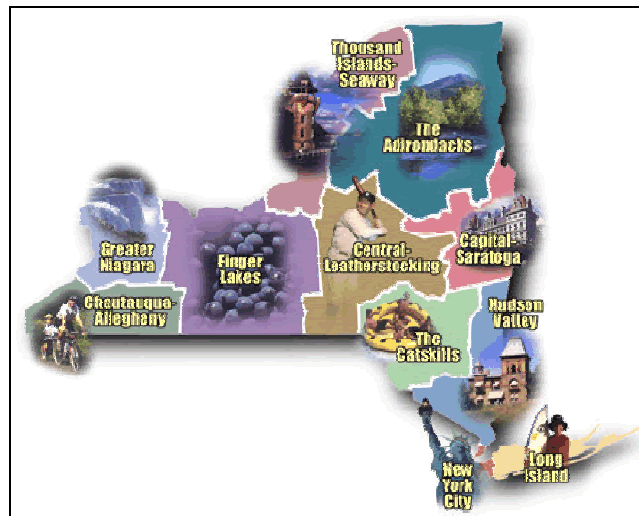 Thousand
Islands-
Seaway
The
Adirondacks
Greater
Niagara
Finger
Lakes
Central-
Leatherstocking
Capital-
Saratoga
Chautauqua-
Allegheny
Hudson
Valley
The
Catskills
New
York
City
Long
Island